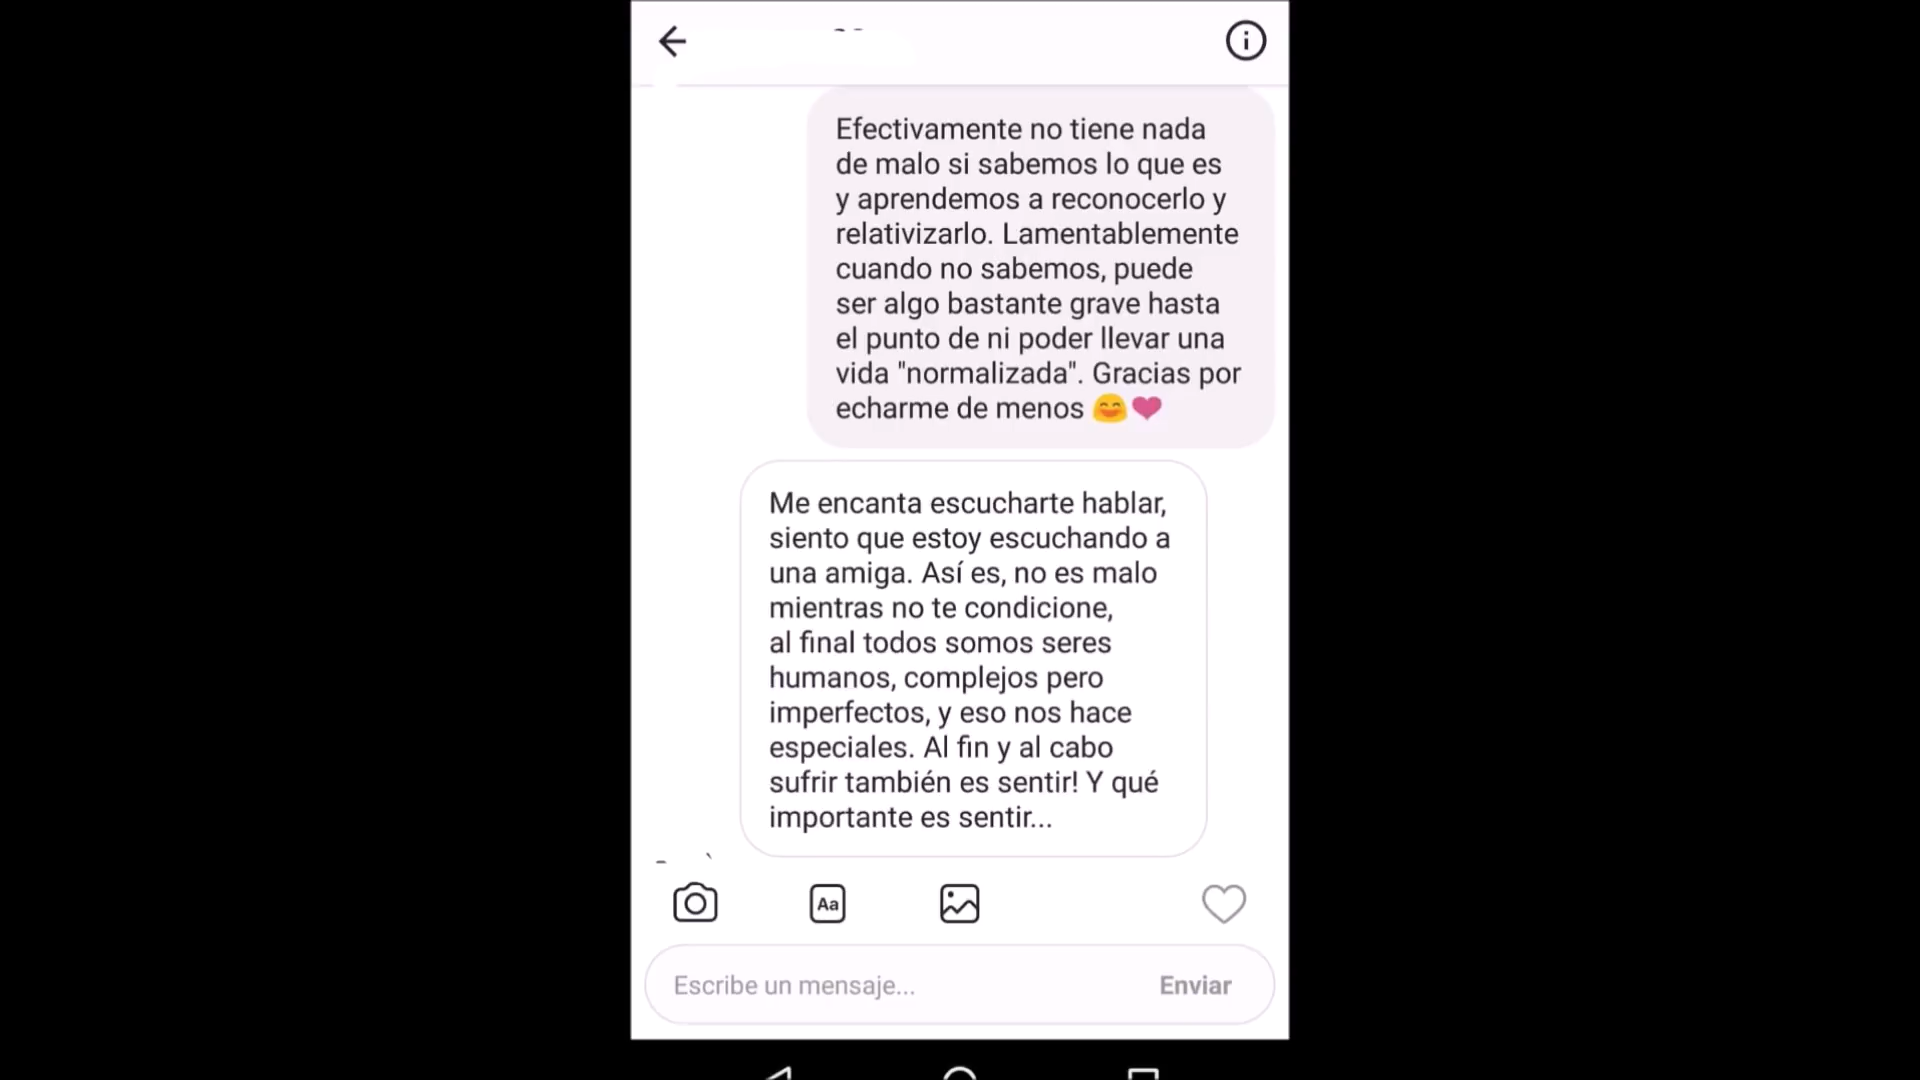 Efectivamente no tiene nada
de malo si sabemos lo que es
y aprendemos a reconocerlo y
relativizarlo. Lamentablemente
cuando no sabemos, puede
ser algo bastante grave hasta
el punto de ni poder llevar una
vida "normalizada". Gracias por
echarme de menos 🤗❤
Me encanta escucharte hablar,
siento que estoy escuchando a
una amiga. Así es, no es malo
mientras no te condicione,
al final todos somos seres
humanos, complejos pero
imperfectos, y eso nos hace
especiales. Al fin y al cabo
sufrir también es sentir! Y qué
importante es sentir...
Aa
Escribe un mensaje... Enviar